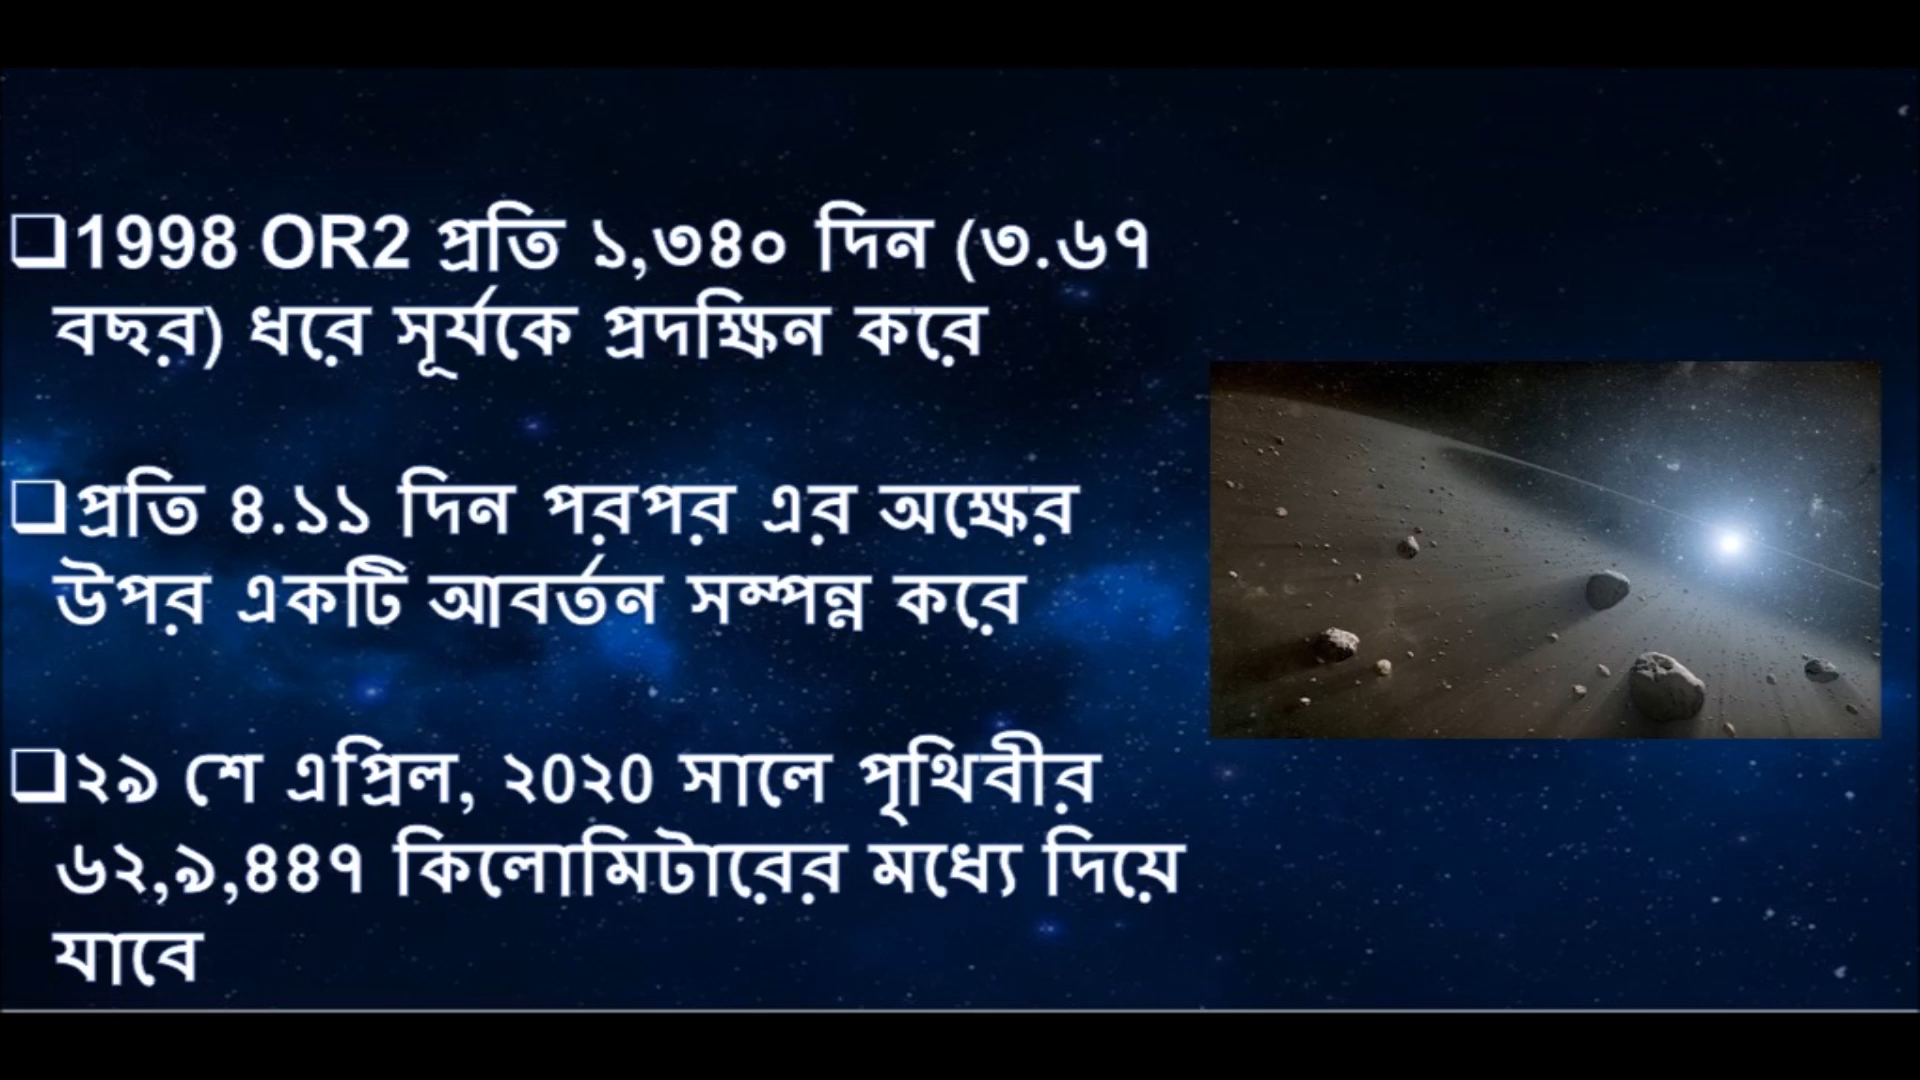 ❑1998 OR2 প্রতি ১,৩৪০ দিন (৩.৬৭
বছর) ধরে সূর্যকে প্রদক্ষিন করে
❑প্রতি ৪.১১ দিন পরপর এর অক্ষের
উপর একটি আবর্তন সম্পন্ন করে
❑২৯ শে এপ্রিল, ২0২0 সালে পৃথিবীর
৬২,৯,৪৪৭ কিলোমিটারের মধ্যে দিয়ে
যাবে